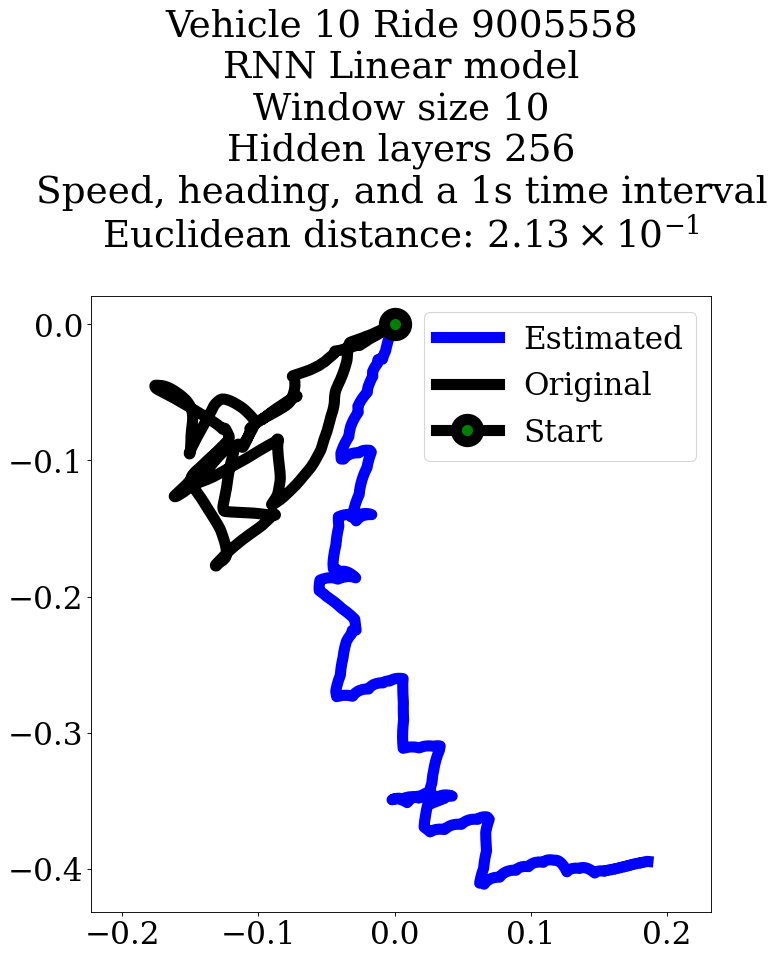 Vehicle 10 Ride 9005558
RNN Linear model
Window size 10
Hidden layers 256
Speed, heading, and a 1s time interval
Euclidean distance: 2.13 × 10⁻¹
Estimated
Original
Start
0.0
−0.1
−0.2
−0.3
−0.4
−0.2 −0.1 0.0 0.1 0.2